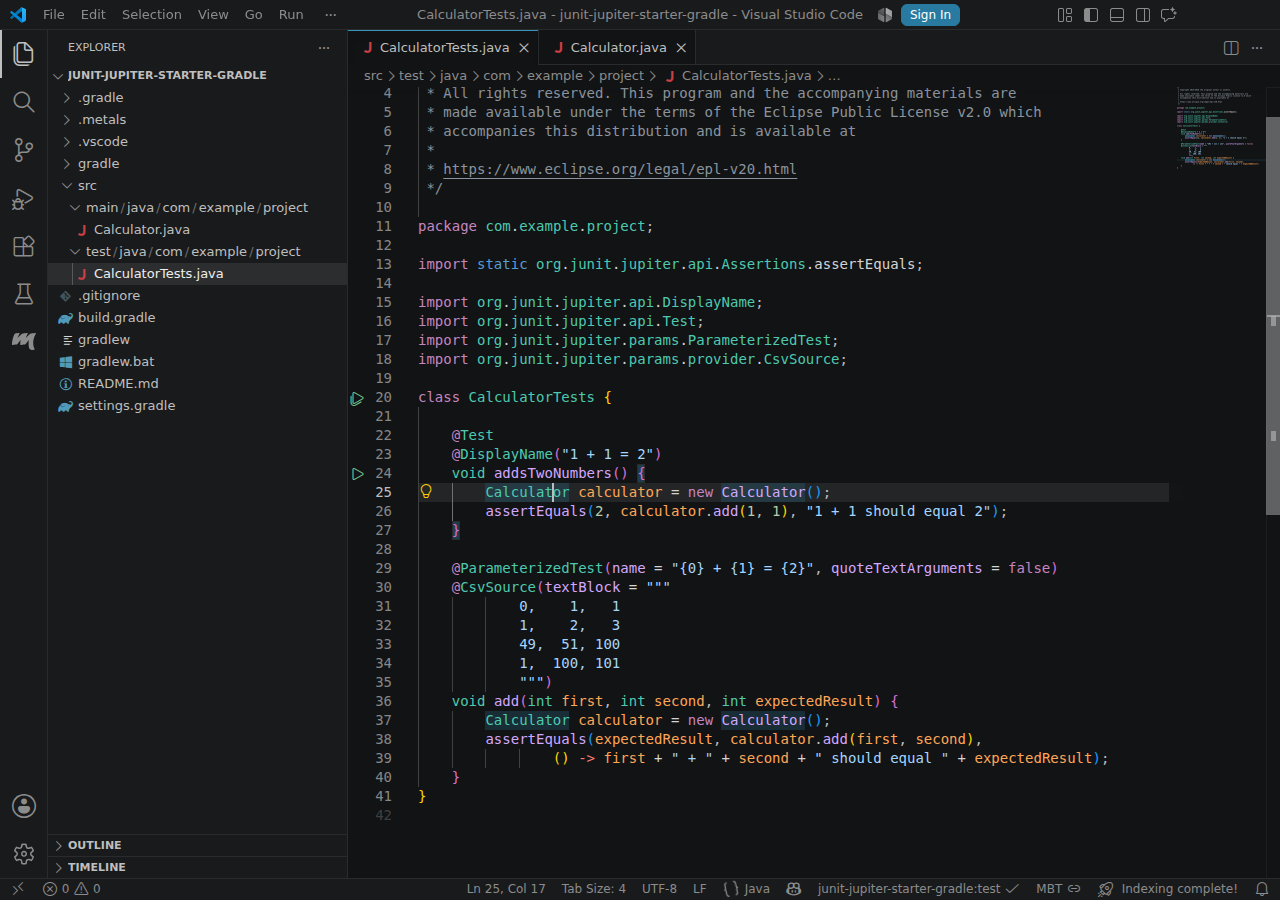 File Edit Selection View Go Run ···
CalculatorTests.java - junit-jupiter-starter-gradle - Visual Studio Code
Sign In
EXPLORER
JUNIT-JUPITER-STARTER-GRADLE
.gradle
.metals
.vscode
gradle
src
main/java/com/example/project
Calculator.java
test/java/com/example/project
CalculatorTests.java
.gitignore
build.gradle
gradlew
gradlew.bat
README.md
settings.gradle
OUTLINE
TIMELINE
CalculatorTests.java
Calculator.java
src > test > java > com > example > project > CalculatorTests.java > ...
4 * All rights reserved. This program and the accompanying materials are
5 * made available under the terms of the Eclipse Public License v2.0 which
6 * accompanies this distribution and is available at
7 *
8 * https://www.eclipse.org/legal/epl-v20.html
9 */
10
11 package com.example.project;
12
13 import static org.junit.jupiter.api.Assertions.assertEquals;
14
15 import org.junit.jupiter.api.DisplayName;
16 import org.junit.jupiter.api.Test;
17 import org.junit.jupiter.params.ParameterizedTest;
18 import org.junit.jupiter.params.provider.CsvSource;
19
20 class CalculatorTests {
21
22 @Test
23 @DisplayName("1 + 1 = 2")
24 void addsTwoNumbers() {
25 Calculator calculator = new Calculator();
26 assertEquals(2, calculator.add(1, 1), "1 + 1 should equal 2");
27 }
28
29 @ParameterizedTest(name = "{0} + {1} = {2}", quoteTextArguments = false)
30 @CsvSource(textBlock = """
31 0, 1, 1
32 1, 2, 3
33 49, 51, 100
34 1, 100, 101
35 """)
36 void add(int first, int second, int expectedResult) {
37 Calculator calculator = new Calculator();
38 assertEquals(expectedResult, calculator.add(first, second),
39 () -> first + " + " + second + " should equal " + expectedResult);
40 }
41 }
42
0 0
Ln 25, Col 17 Tab Size: 4 UTF-8 LF {} Java junit-jupiter-starter-gradle:test MBT Indexing complete!